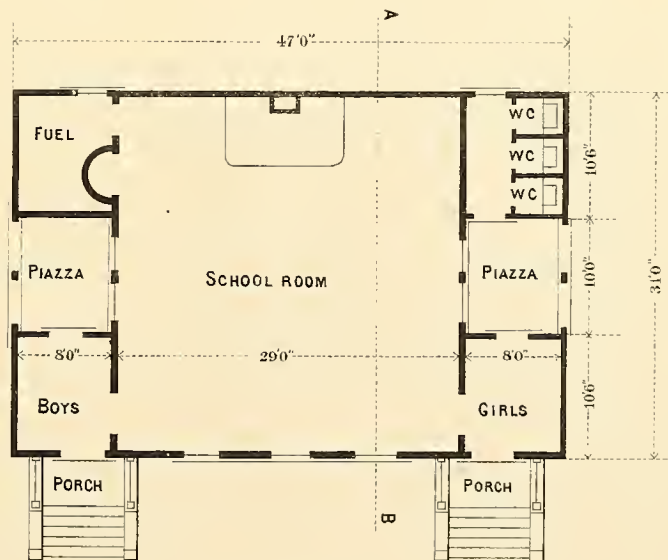 A
47'0"
FUEL
WC
WC
WC
10'6"
PIAZZA
SCHOOL ROOM
PIAZZA
10'0"
31'0"
8'0"
29'0"
8'0"
BOYS
GIRLS
10'6"
PORCH
PORCH
B